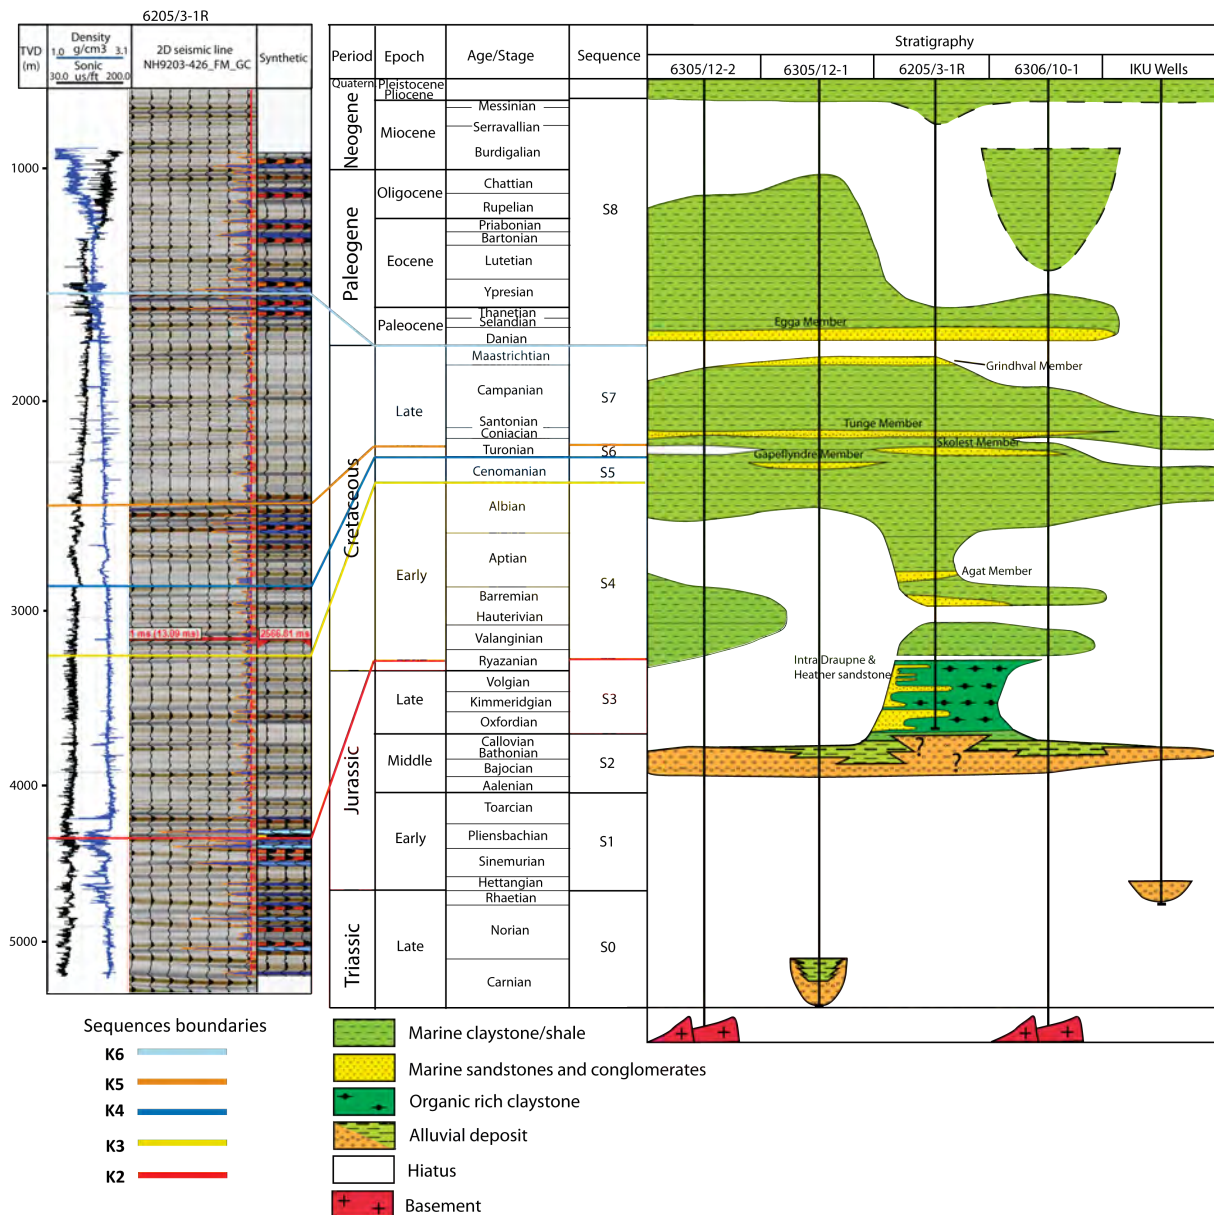 6205/3-1R
TVD
(m)
Density
1.0 g/cm3 3.1
Sonic
30.0 us/ft 200.0
2D seismic line
NH9203-426_FM_GC
Synthetic
1000
2000
3000
4000
5000
1 ms (13.09 ms)
2566.01 ms
Period
Epoch
Age/Stage
Sequence
Stratigraphy
6305/12-2
6305/12-1
6205/3-1R
6306/10-1
IKU Wells
Quatern.
Neogene
Paleogene
Cretaceous
Jurassic
Triassic
Pleistocene
Pliocene
Miocene
Oligocene
Eocene
Paleocene
Late
Early
Late
Middle
Early
Late
Messinian
Serravallian
Burdigalian
Chattian
Rupelian
Priabonian
Bartonian
Lutetian
Ypresian
Thanetian
Selandian
Danian
Maastrichtian
Campanian
Santonian
Coniacian
Turonian
Cenomanian
Albian
Aptian
Barremian
Hauterivian
Valanginian
Ryazanian
Volgian
Kimmeridgian
Oxfordian
Callovian
Bathonian
Bajocian
Aalenian
Toarcian
Pliensbachian
Sinemurian
Hettangian
Rhaetian
Norian
Carnian
S8
S7
S6
S5
S4
S3
S2
S1
S0
Egga Member
Grindhval Member
Tunge Member
Skolest Member
Gapeflyndre Member
Agat Member
Intra Draupne &
Heather sandstone
?
?
Sequences boundaries
K6
K5
K4
K3
K2
Marine claystone/shale
Marine sandstones and conglomerates
Organic rich claystone
Alluvial deposit
Hiatus
Basement